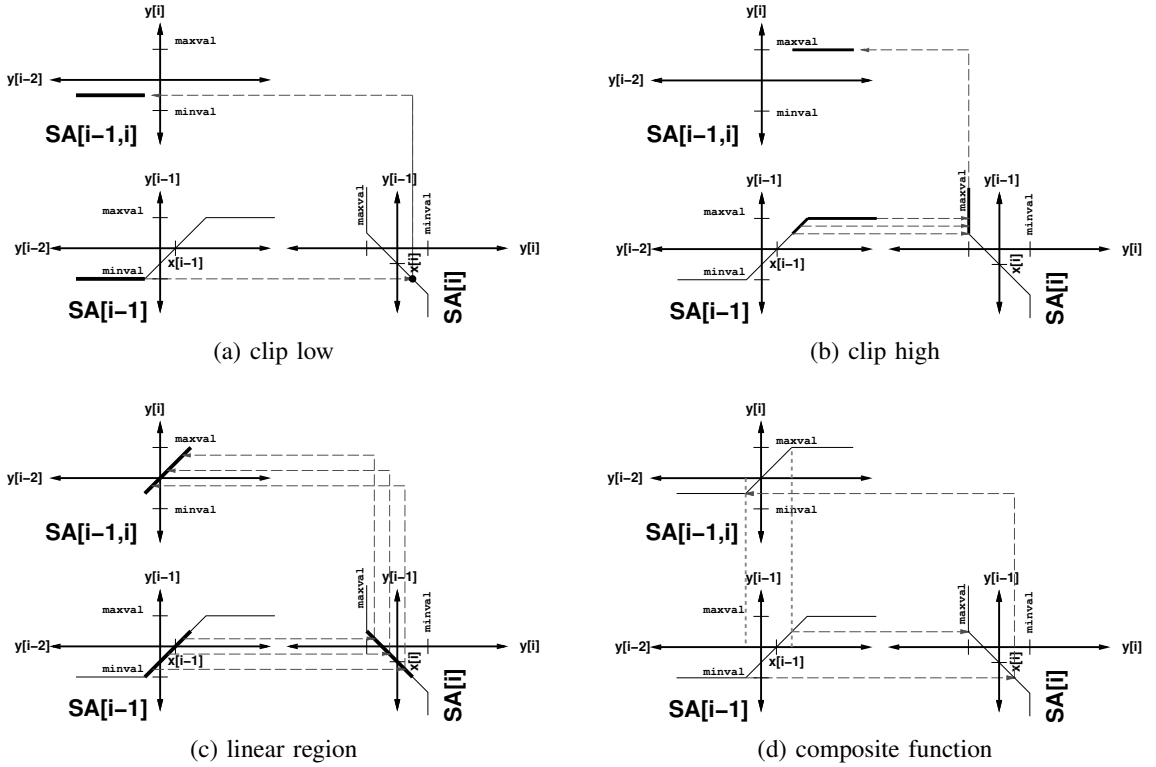 y[i]
maxval
y[i−2]
minval
SA[i−1,i]
y[i−1]
maxval
y[i−2]
x[i−1]
minval
SA[i−1]
y[i−1]
maxval
minval
y[i]
x[i]
SA[i]
(a) clip low
y[i]
maxval
y[i−2]
minval
SA[i−1,i]
y[i−1]
maxval
y[i−2]
x[i−1]
minval
SA[i−1]
y[i−1]
maxval
minval
y[i]
x[i]
SA[i]
(b) clip high
y[i]
maxval
y[i−2]
minval
SA[i−1,i]
y[i−1]
maxval
y[i−2]
x[i−1]
minval
SA[i−1]
y[i−1]
maxval
minval
y[i]
x[i]
SA[i]
(c) linear region
y[i]
maxval
y[i−2]
minval
SA[i−1,i]
y[i−1]
maxval
y[i−2]
x[i−1]
minval
SA[i−1]
y[i−1]
maxval
minval
y[i]
x[i]
SA[i]
(d) composite function